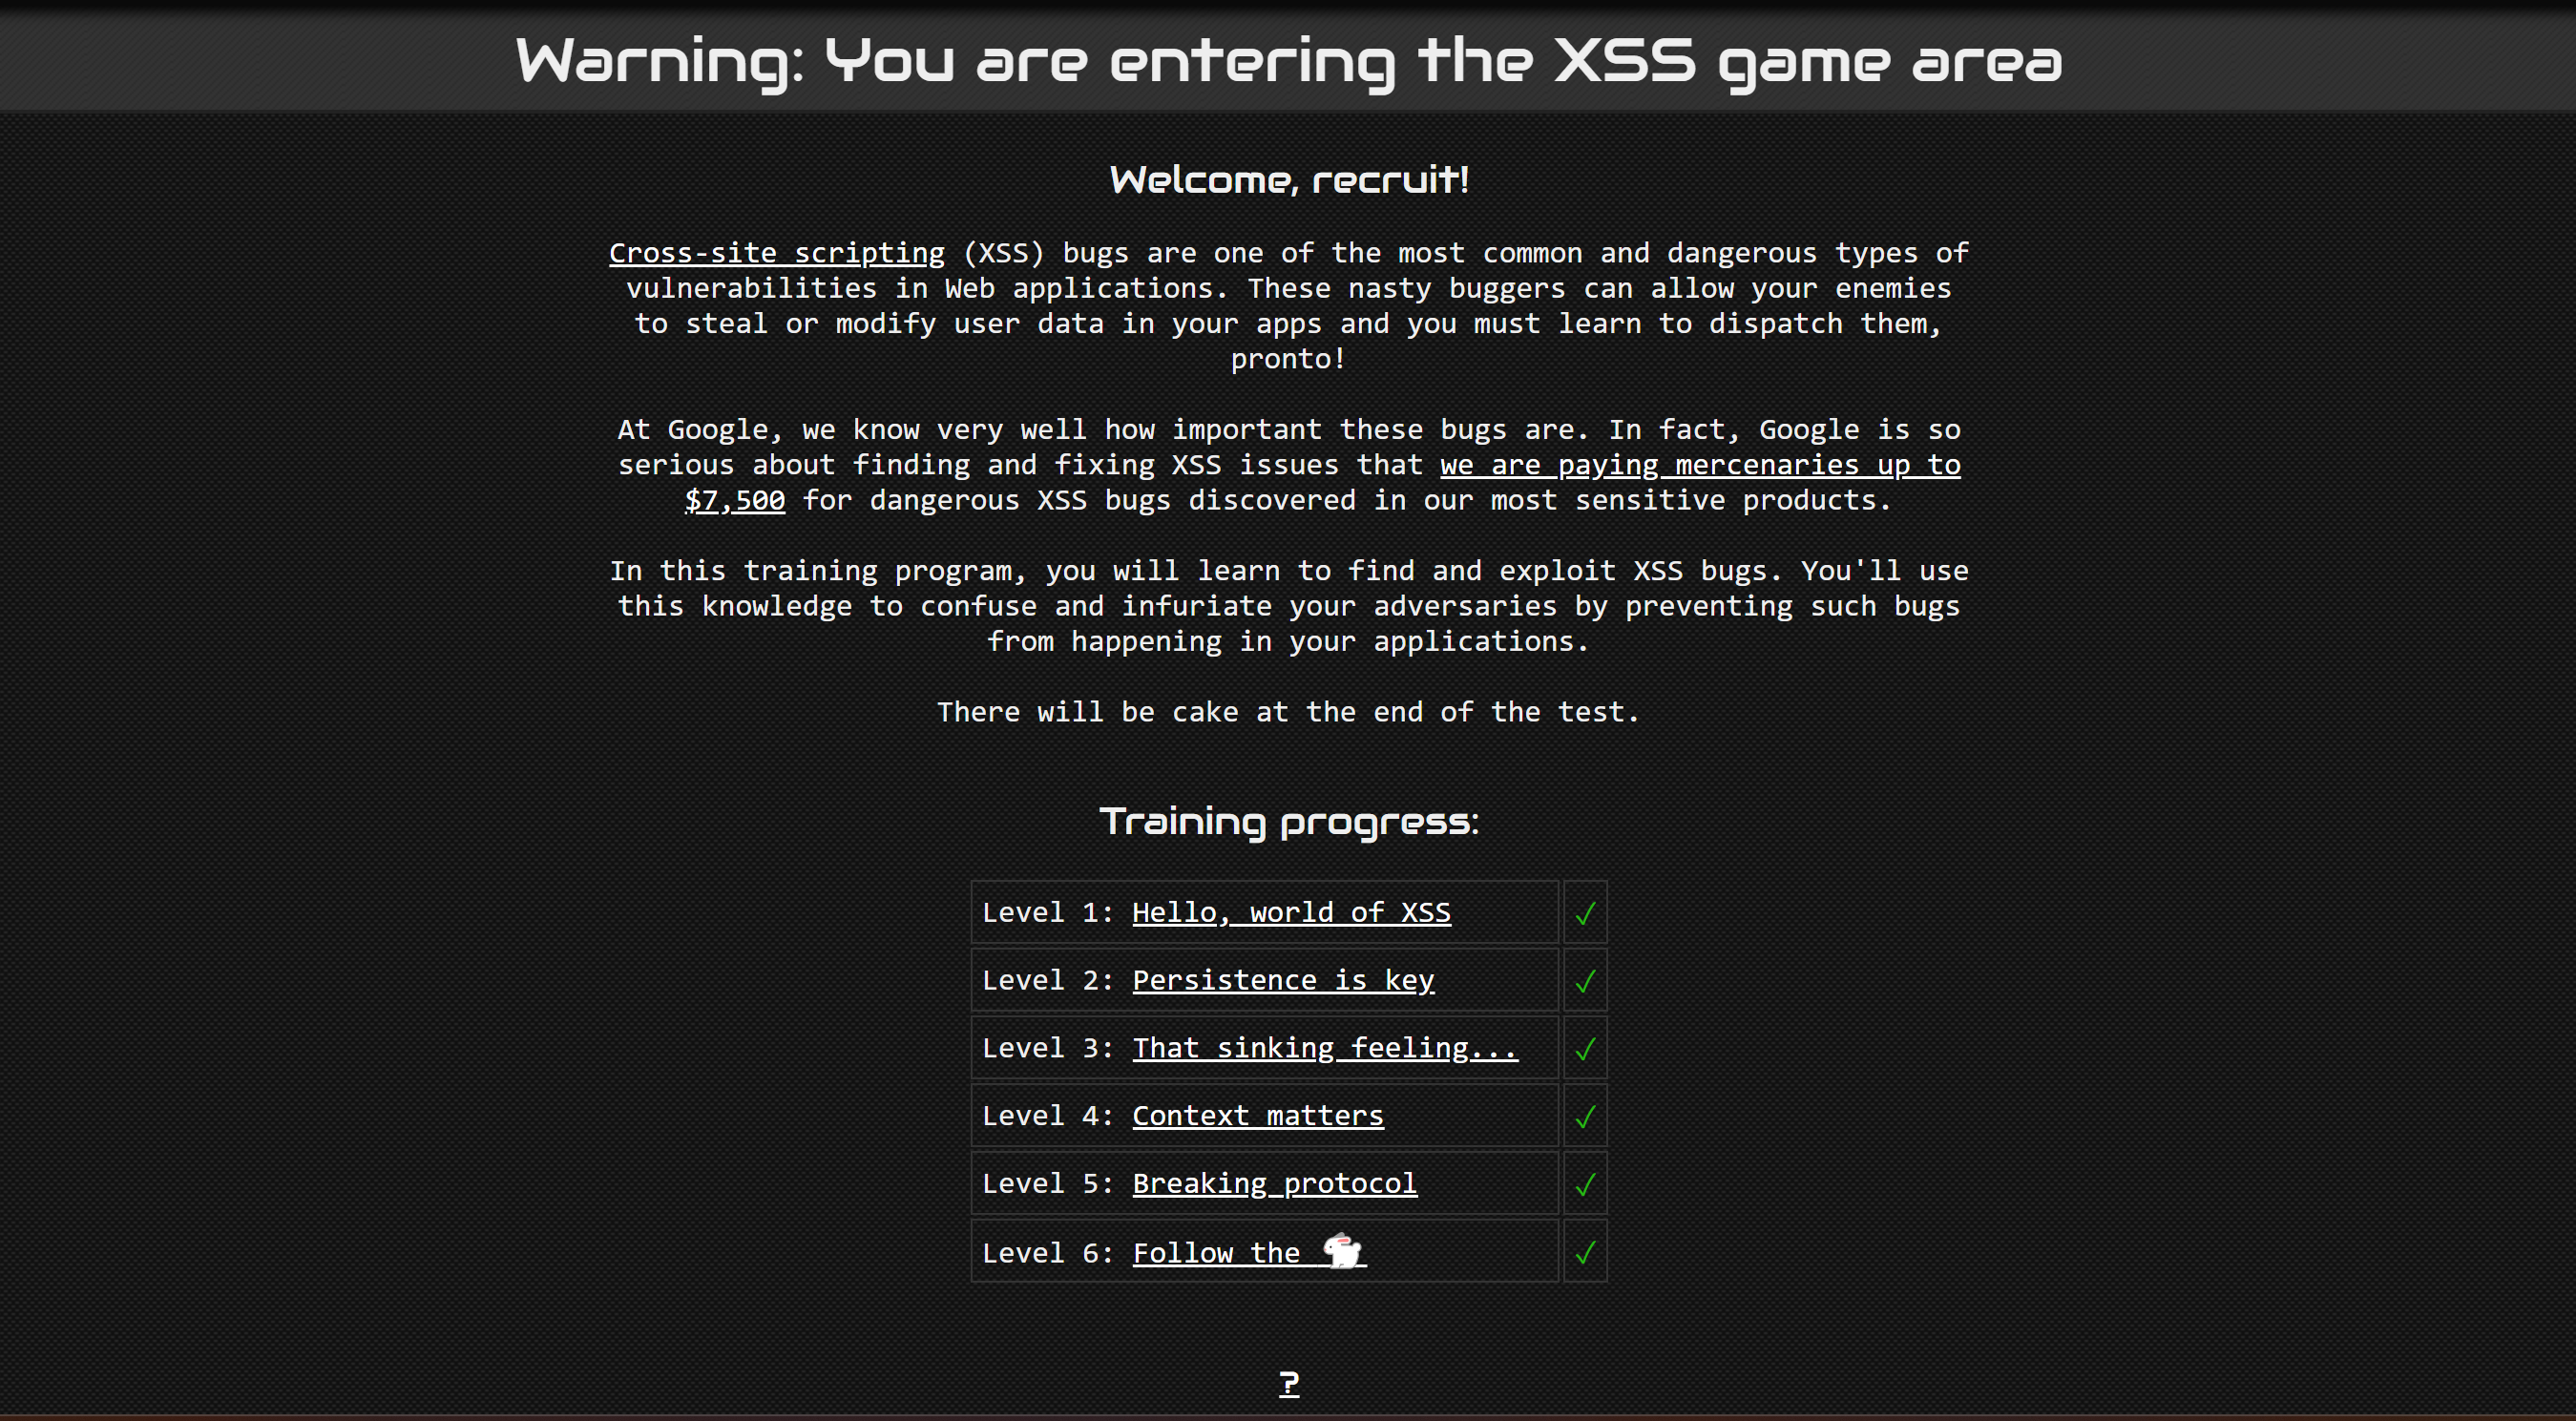 Warning: You are entering the XSS game area
Welcome, recruit!
Cross-site scripting (XSS) bugs are one of the most common and dangerous types of
vulnerabilities in Web applications. These nasty buggers can allow your enemies
to steal or modify user data in your apps and you must learn to dispatch them,
pronto!
At Google, we know very well how important these bugs are. In fact, Google is so
serious about finding and fixing XSS issues that we are paying mercenaries up to
$7,500 for dangerous XSS bugs discovered in our most sensitive products.
In this training program, you will learn to find and exploit XSS bugs. You'll use
this knowledge to confuse and infuriate your adversaries by preventing such bugs
from happening in your applications.
There will be cake at the end of the test.
Training progress:
Level 1: Hello, world of XSS ✓
Level 2: Persistence is key ✓
Level 3: That sinking feeling... ✓
Level 4: Context matters ✓
Level 5: Breaking protocol ✓
Level 6: Follow the 🐇 ✓
?